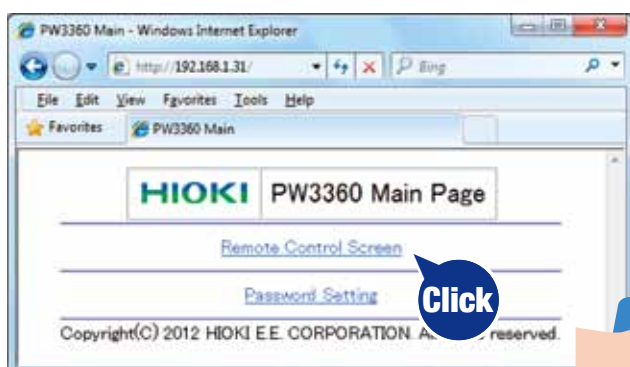 PW3360 Main - Windows Internet Explorer
http://192.168.1.31/
Bing
File Edit View Favorites Tools Help
Favorites PW3360 Main
HIOKI PW3360 Main Page
Remote Control Screen
Password Setting
Click
Copyright(C) 2012 HIOKI E.E. CORPORATION. reserved.